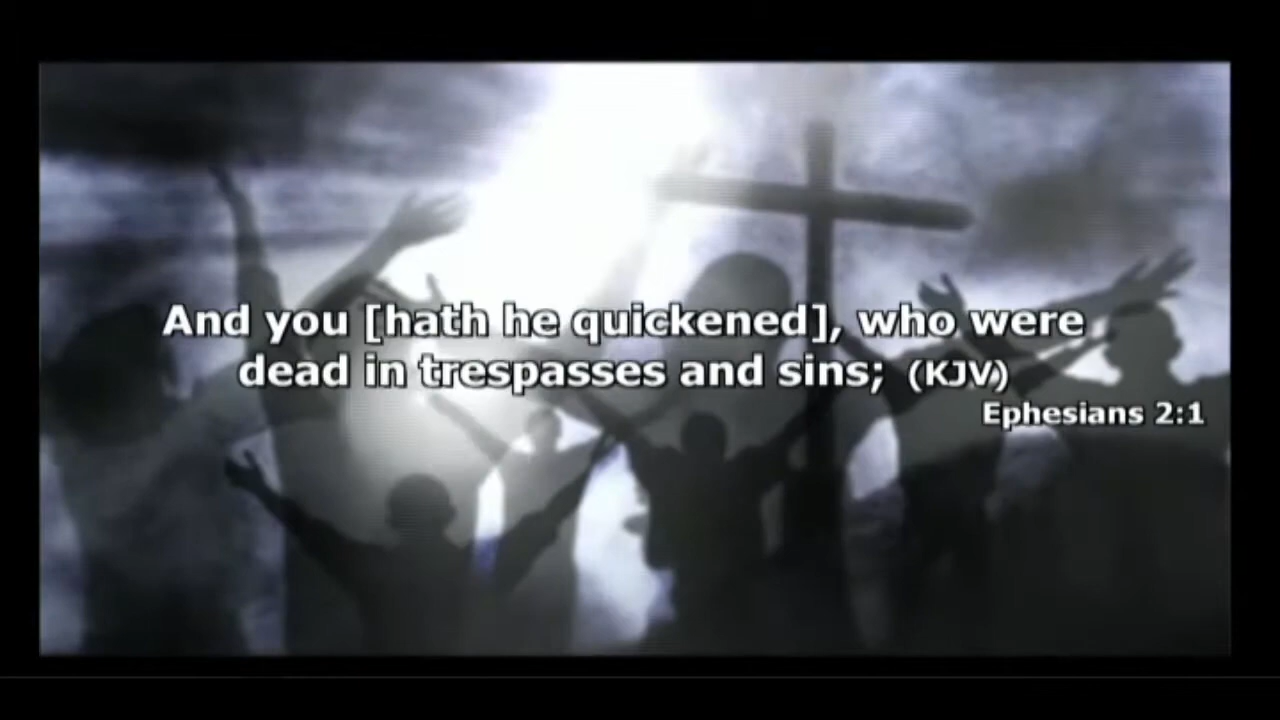 And you [hath he quickened], who were
dead in trespasses and sins; (KJV)
Ephesians 2:1